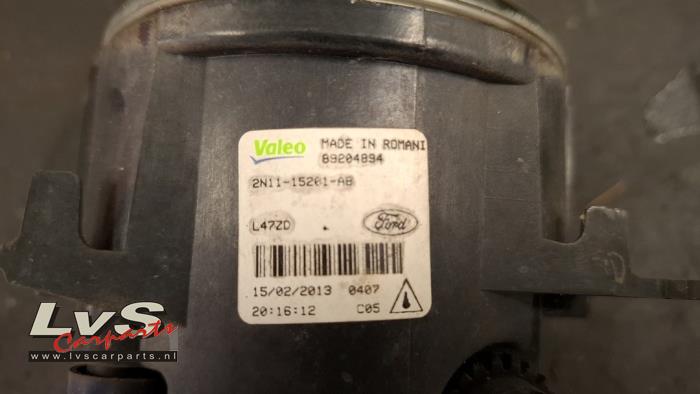 Valeo MADE IN ROMANI
89204894
2N11-15201-AB
L47ZD Ford
15/02/2013 0407
20:16:12 C05
LvS
Carparts
www.lvscarparts.nl